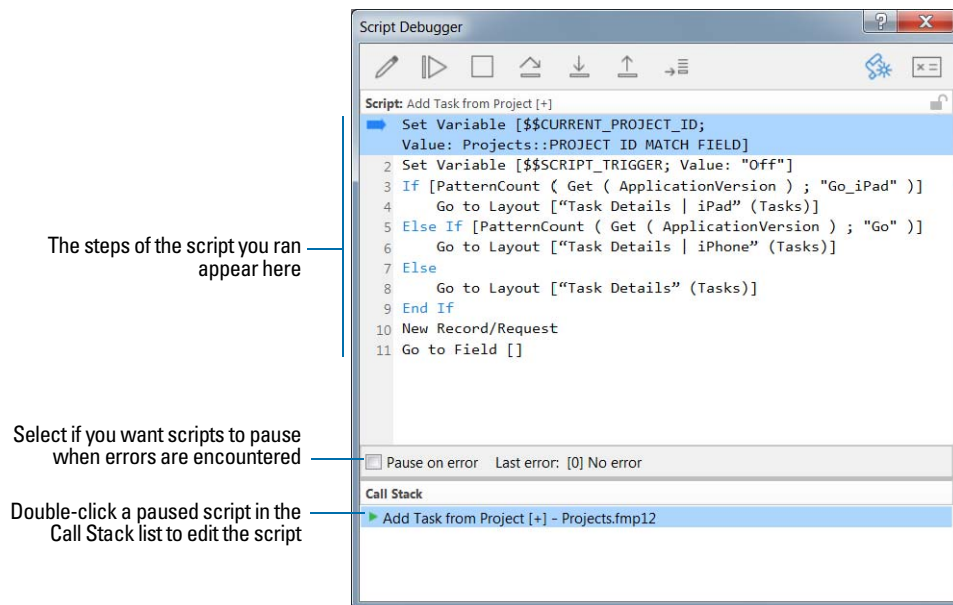 Script Debugger
?
X
Script: Add Task from Project [+]
Set Variable [$$CURRENT_PROJECT_ID;
Value: Projects::PROJECT ID MATCH FIELD]
2 Set Variable [$$SCRIPT_TRIGGER; Value: "Off"]
3 If [PatternCount ( Get ( ApplicationVersion ) ; "Go_iPad" )]
4 Go to Layout [“Task Details | iPad” (Tasks)]
5 Else If [PatternCount ( Get ( ApplicationVersion ) ; "Go" )]
6 Go to Layout [“Task Details | iPhone” (Tasks)]
7 Else
8 Go to Layout [“Task Details” (Tasks)]
9 End If
10 New Record/Request
11 Go to Field []
The steps of the script you ran
appear here
Select if you want scripts to pause
when errors are encountered
Pause on error Last error: [0] No error
Call Stack
Double-click a paused script in the
Call Stack list to edit the script
Add Task from Project [+] - Projects.fmp12